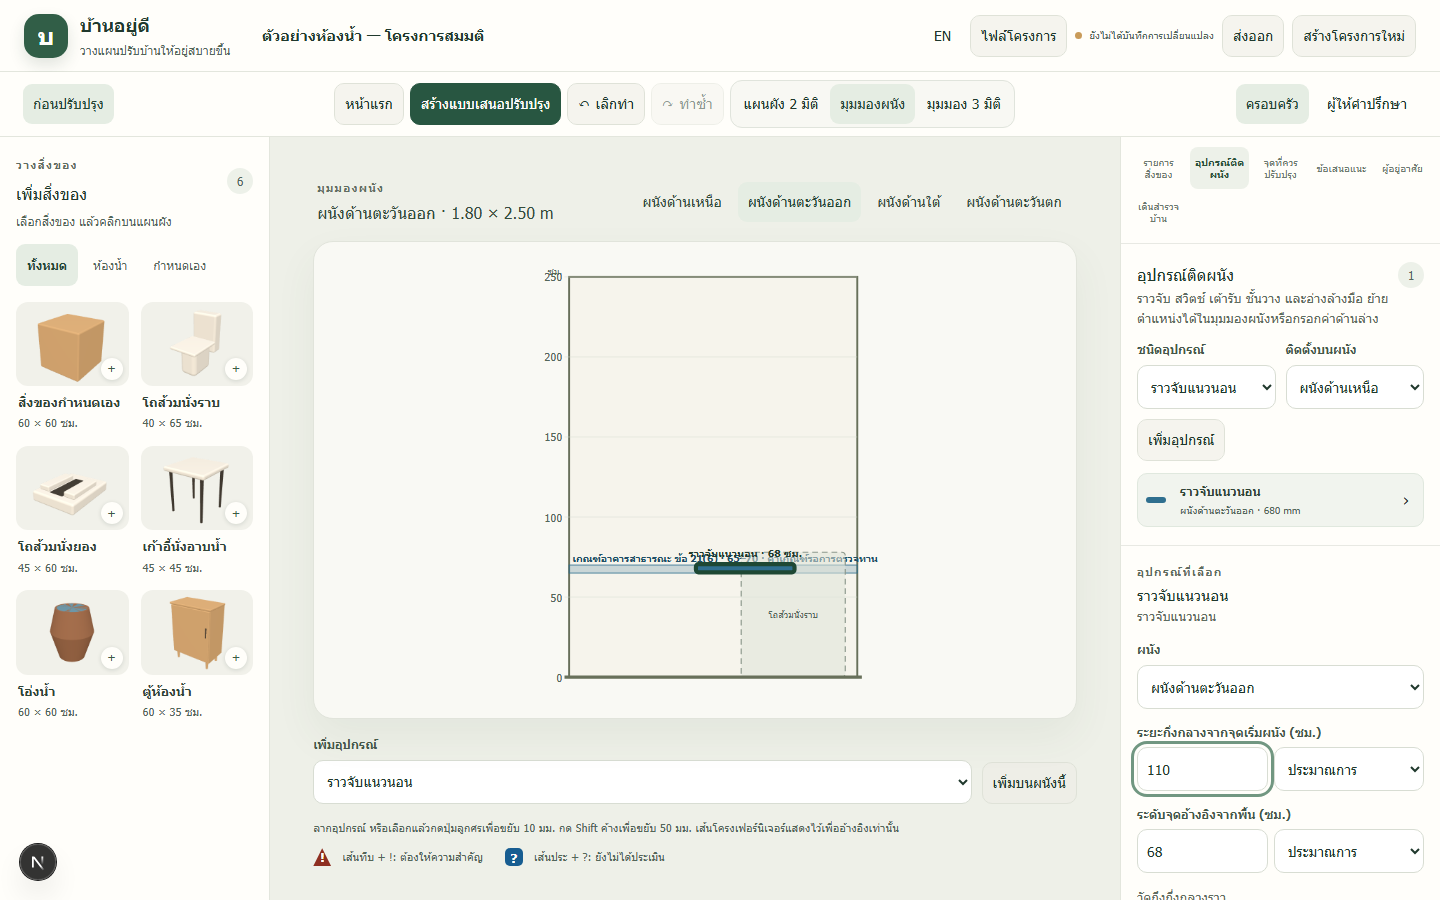 บ
บ้านอยู่ดี
วางแผนปรับบ้านให้อยู่สบายขึ้น
ตัวอย่างห้องน้ำ — โครงการสมมติ
EN
ไฟล์โครงการ
ยังไม่ได้บันทึกการเปลี่ยนแปลง
ส่งออก
สร้างโครงการใหม่
ก่อนปรับปรุง
หน้าแรก
สร้างแบบเสนอปรับปรุง
↶ เลิกทำ
↷ ทำซ้ำ
แผนผัง 2 มิติ
มุมมองผนัง
มุมมอง 3 มิติ
ครอบครัว
ผู้ให้คำปรึกษา
วางสิ่งของ
เพิ่มสิ่งของ
6
เลือกสิ่งของ แล้วคลิกบนแผนผัง
ทั้งหมด
ห้องน้ำ
กำหนดเอง
+
+
สิ่งของกำหนดเอง
60 × 60 ซม.
โถส้วมนั่งราบ
40 × 65 ซม.
+
+
โถส้วมนั่งยอง
45 × 60 ซม.
เก้าอี้นั่งอาบน้ำ
45 × 45 ซม.
+
+
โอ่งน้ำ
60 × 60 ซม.
ตู้ห้องน้ำ
60 × 35 ซม.
N
มุมมองผนัง
ผนังด้านตะวันออก · 1.80 × 2.50 m
ผนังด้านเหนือ
ผนังด้านตะวันออก
ผนังด้านใต้
ผนังด้านตะวันตก
ซม.
250
200
150
100
50
0
ราวจับแนวนอน · 68 ซม.
เกณฑ์อาคารสาธารณะ ข้อ 21(6) · 65–70
โถส้วมนั่งราบ
เพิ่มอุปกรณ์
ราวจับแนวนอน
เพิ่มบนผนังนี้
ลากอุปกรณ์ หรือเลือกแล้วกดปุ่มลูกศรเพื่อขยับ 10 มม. กด Shift ค้างเพื่อขยับ 50 มม. เส้นโครงเฟอร์นิเจอร์แสดงไว้เพื่ออ้างอิงเท่านั้น
! เส้นทึบ + !: ต้องให้ความสำคัญ
? เส้นประ + ?: ยังไม่ได้ประเมิน
รายการสิ่งของ
อุปกรณ์ติดผนัง
จุดที่ควรปรับปรุง
ข้อเสนอแนะ
ผู้อยู่อาศัย
เดินสำรวจบ้าน
อุปกรณ์ติดผนัง
1
ราวจับ สวิตช์ เต้ารับ ชั้นวาง และอ่างล้างมือ ย้าย
ตำแหน่งได้ในมุมมองผนังหรือกรอกค่าด้านล่าง
ชนิดอุปกรณ์
ติดตั้งบนผนัง
ราวจับแนวนอน
ผนังด้านเหนือ
เพิ่มอุปกรณ์
ราวจับแนวนอน
ผนังด้านตะวันออก · 680 mm
›
อุปกรณ์ที่เลือก
ราวจับแนวนอน
ราวจับแนวนอน
ผนัง
ผนังด้านตะวันออก
ระยะกึ่งกลางจากจุดเริ่มผนัง (ซม.)
110
ประมาณการ
ระดับจุดอ้างอิงจากพื้น (ซม.)
68
ประมาณการ
วัดถึงกึ่งกลางราว